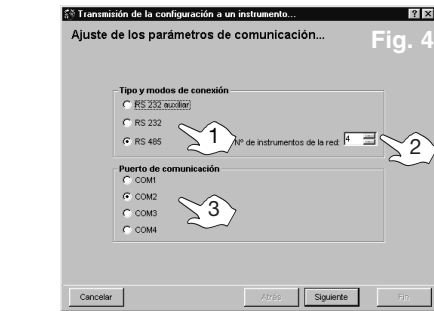 Transmisión de la configuración a un instrumento...
Ajuste de los parámetros de comunicación...
Fig. 4
Tipo y modos de conexión
RS 232 auxiliar
RS 232
RS 485
1
Nº de instrumentos de la red: 4
2
Puerto de comunicación
COM1
COM2
COM3
COM4
3
Cancelar
Atrás
Siguiente
Fin